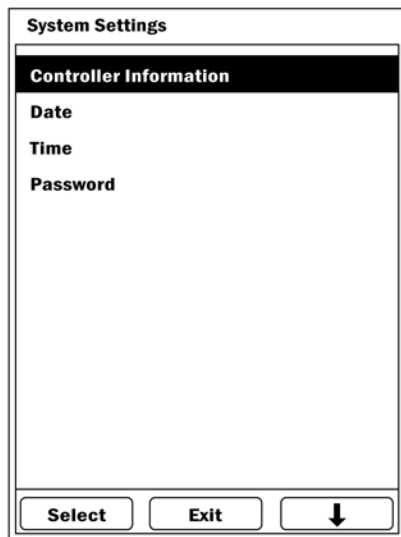 System Settings
Controller Information
Date
Time
Password
Select Exit